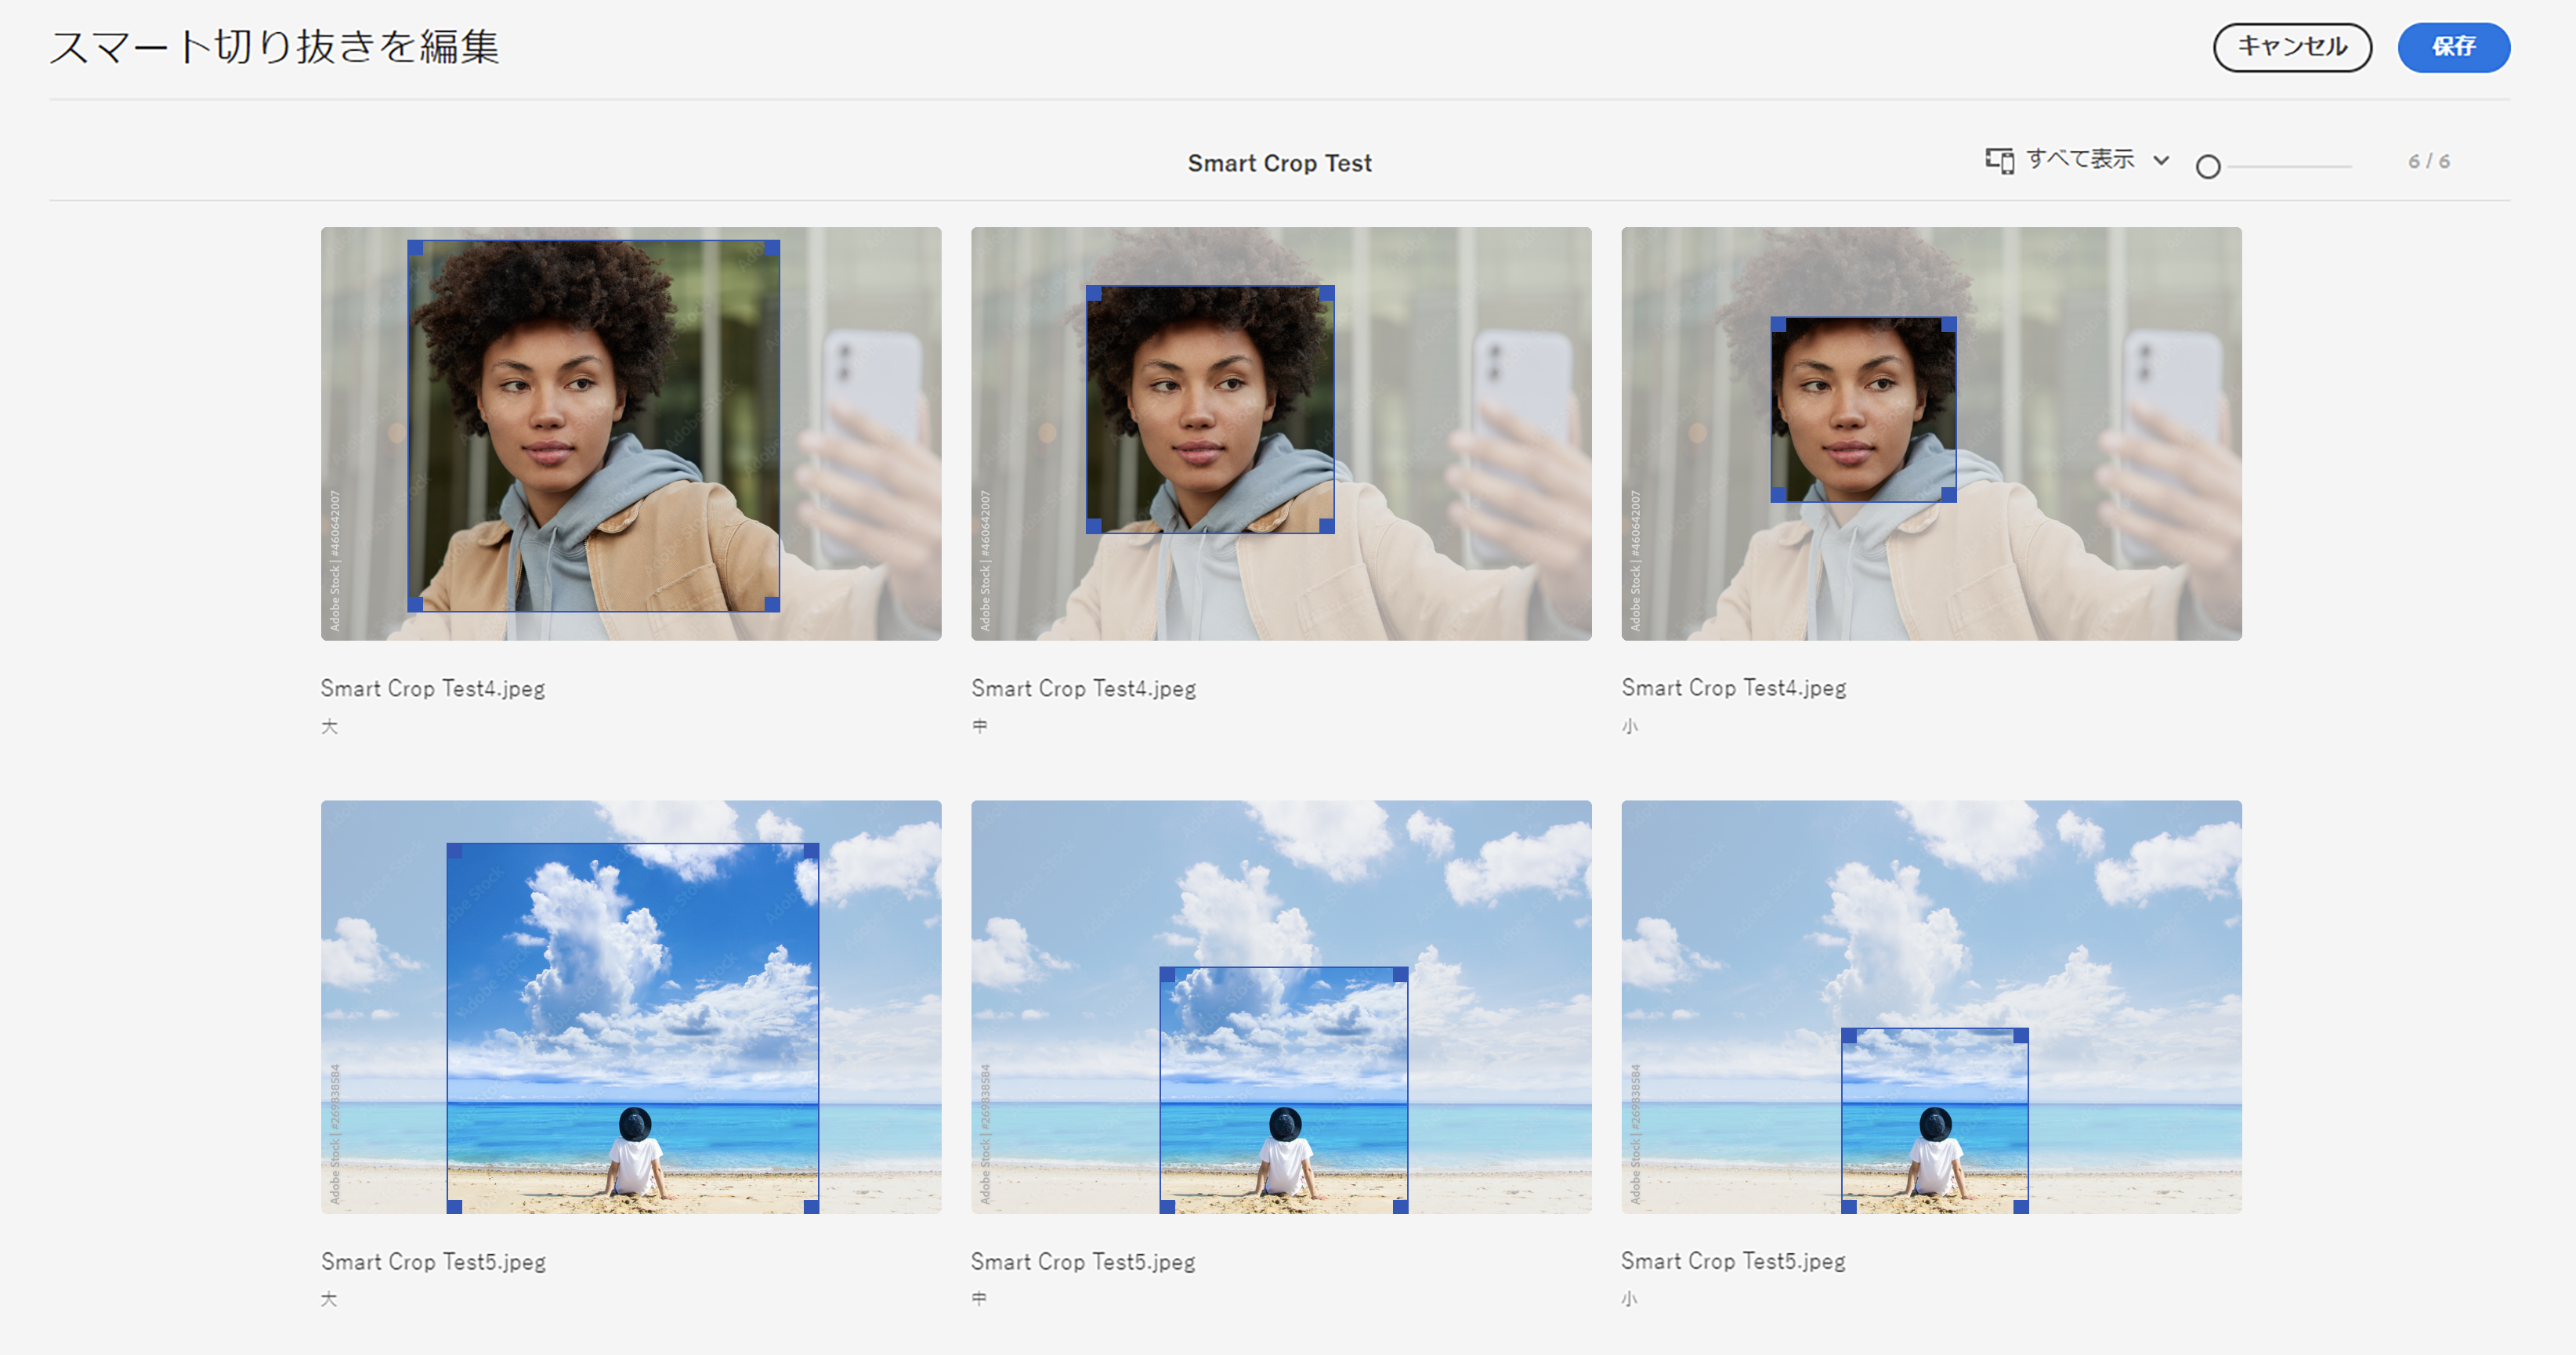 スマート切り抜きを編集
キャンセル
保存
Smart Crop Test
すべて表示
6 / 6
Adobe Stock | #460642007
Adobe Stock | #460642007
Adobe Stock | #460642007
Smart Crop Test4.jpeg
Smart Crop Test4.jpeg
Smart Crop Test4.jpeg
大
中
小
Adobe Stock | #269838584
Adobe Stock | #269838584
Adobe Stock | #269838584
Smart Crop Test5.jpeg
Smart Crop Test5.jpeg
Smart Crop Test5.jpeg
大
中
小